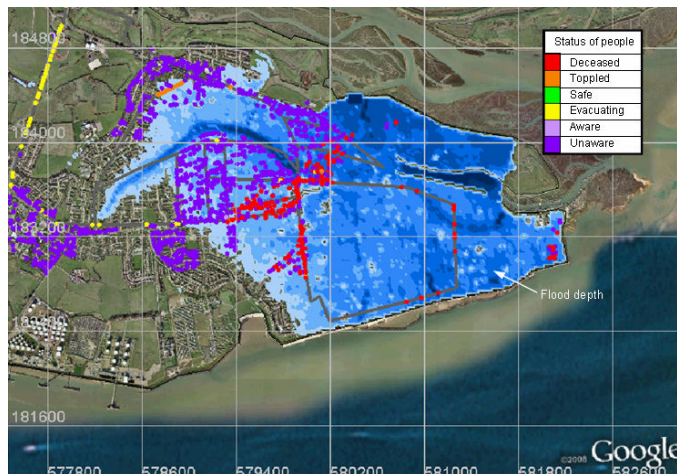 184800
Status of people
Deceased
Toppled
Safe
Evacuating
Aware
Unaware
184000
183200
Flood depth
181600
©2008 Google
577800
578600
579400
580200
581000
581800
582600